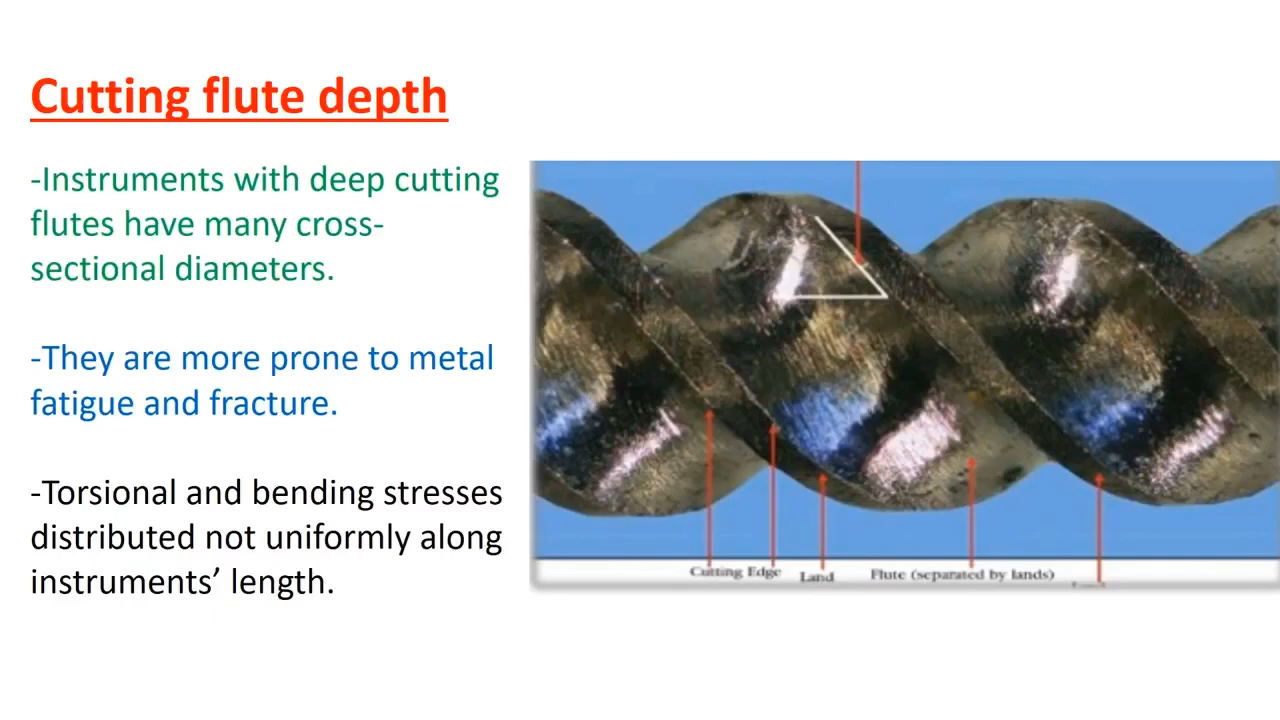 Cutting flute depth
-Instruments with deep cutting
flutes have many cross-
sectional diameters.
-They are more prone to metal
fatigue and fracture.
-Torsional and bending stresses
distributed not uniformly along
instruments’ length.
Cutting Edge
Land
Flute (separated by lands)